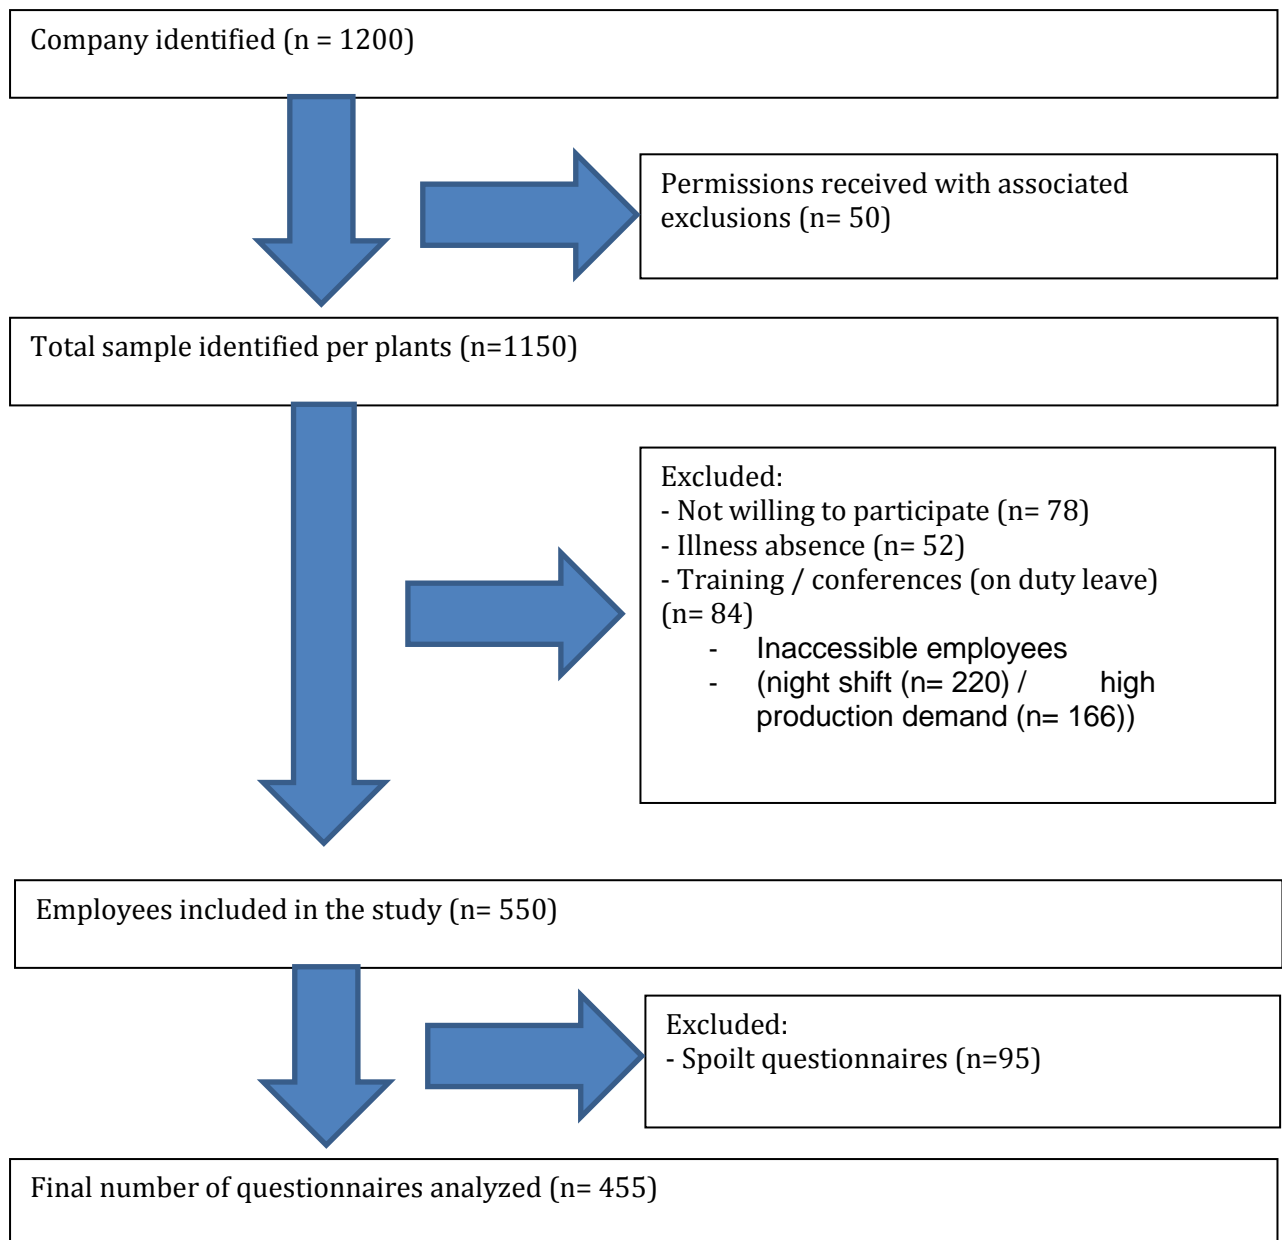 Company identified (n = 1200)
Permissions received with associated
exclusions (n= 50)
Total sample identified per plants (n=1150)
Excluded:
- Not willing to participate (n= 78)
- Illness absence (n= 52)
- Training / conferences (on duty leave)
(n= 84)
- Inaccessible employees
- (night shift (n= 220) / high
production demand (n= 166))
Employees included in the study (n= 550)
Excluded:
- Spoilt questionnaires (n=95)
Final number of questionnaires analyzed (n= 455)